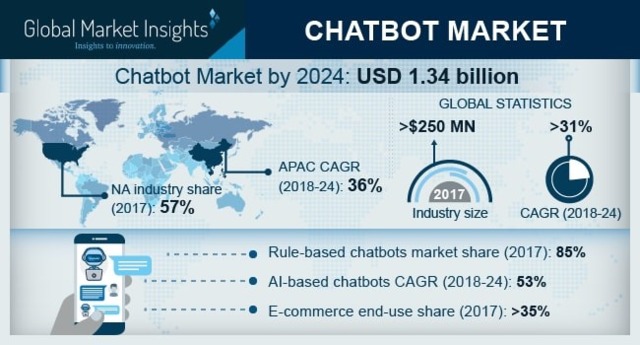 Global Market Insights
Insights to innovation.
CHATBOT MARKET
Chatbot Market by 2024: USD 1.34 billion
GLOBAL STATISTICS
>$250 MN
>31%
APAC CAGR
(2018-24): 36%
NA industry share
(2017): 57%
2017
Industry size
CAGR (2018-24)
Rule-based chatbots market share (2017): 85%
AI-based chatbots CAGR (2018-24): 53%
E-commerce end-use share (2017): >35%